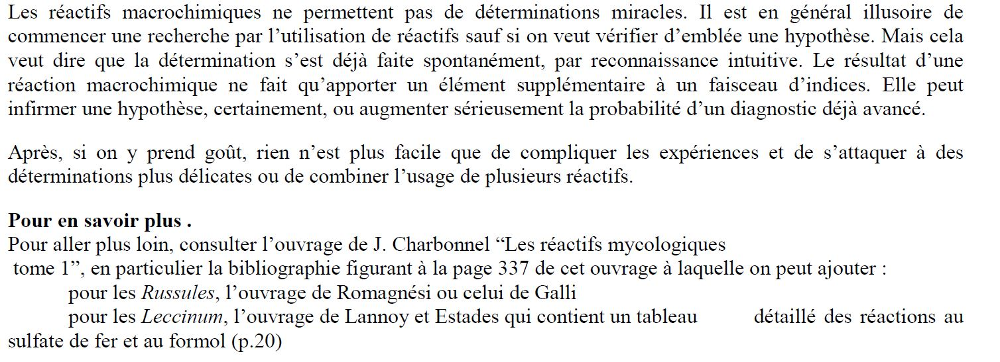 Les réactifs macrochimiques ne permettent pas de déterminations miracles. Il est en général illusoire de
commencer une recherche par l’utilisation de réactifs sauf si on veut vérifier d’emblée une hypothèse. Mais cela
veut dire que la détermination s’est déjà faite spontanément, par reconnaissance intuitive. Le résultat d’une
réaction macrochimique ne fait qu’apporter un élément supplémentaire à un faisceau d’indices. Elle peut
infirmer une hypothèse, certainement, ou augmenter sérieusement la probabilité d’un diagnostic déjà avancé.
Après, si on y prend goût, rien n’est plus facile que de compliquer les expériences et de s’attaquer à des
déterminations plus délicates ou de combiner l’usage de plusieurs réactifs.
Pour en savoir plus .
Pour aller plus loin, consulter l’ouvrage de J. Charbonnel “Les réactifs mycologiques
tome 1”, en particulier la bibliographie figurant à la page 337 de cet ouvrage à laquelle on peut ajouter :
pour les Russules, l’ouvrage de Romagnési ou celui de Galli
pour les Leccinum, l’ouvrage de Lannoy et Estades qui contient un tableau détaillé des réactions au
sulfate de fer et au formol (p.20)